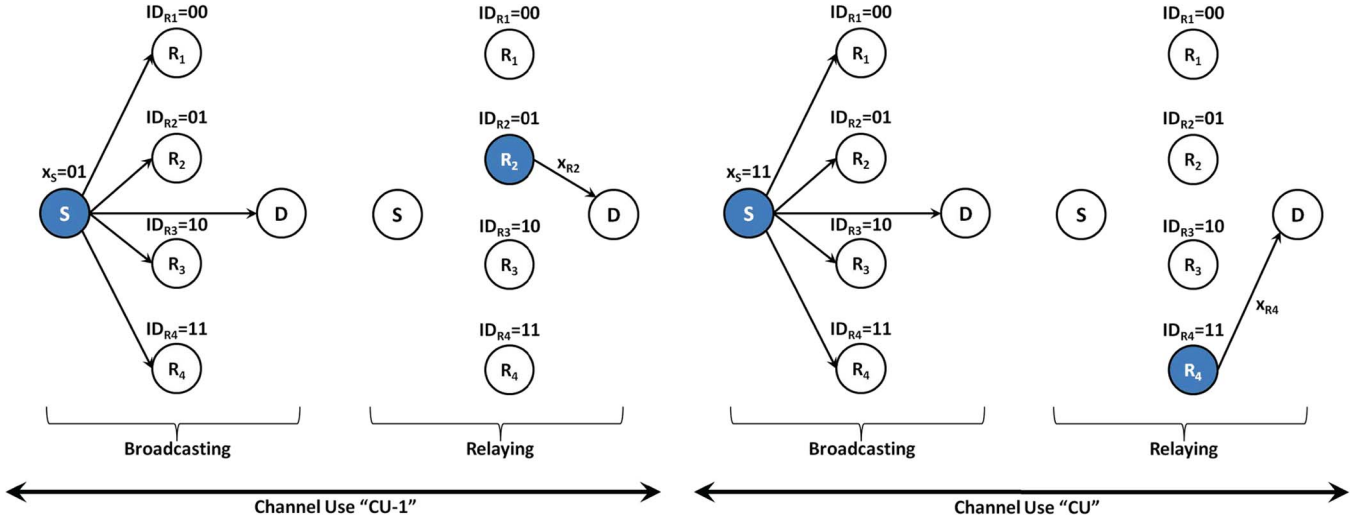 ID_R1=00
R_1
ID_R2=01
R_2
x_S=01
S
D
ID_R3=10
R_3
ID_R4=11
R_4
Broadcasting
ID_R1=00
R_1
ID_R2=01
R_2
x_R2
S
D
ID_R3=10
R_3
ID_R4=11
R_4
Relaying
Channel Use “CU-1”
ID_R1=00
R_1
ID_R2=01
R_2
x_S=11
S
D
ID_R3=10
R_3
ID_R4=11
R_4
Broadcasting
ID_R1=00
R_1
ID_R2=01
R_2
S
D
ID_R3=10
R_3
x_R4
ID_R4=11
R_4
Relaying
Channel Use “CU”